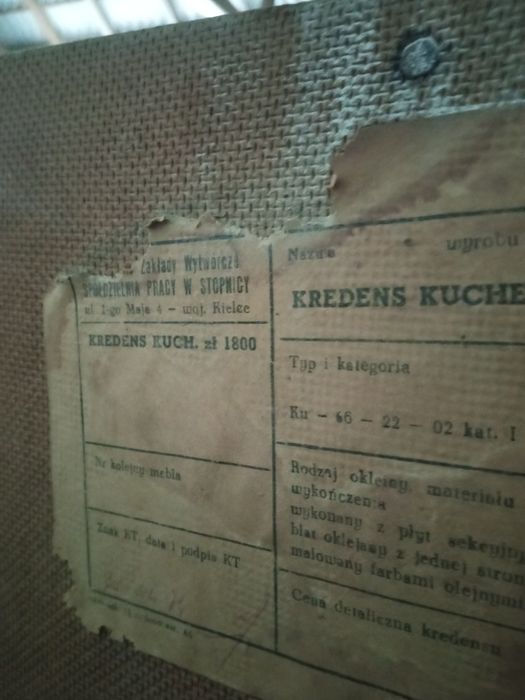 Zakłady Wytwórcze
SPÓŁDZIELNIA PRACY W STOPNICY
ul. 1-go Maja 4 — woj. Kielce
KREDENS KUCH. zł 1800
Nr kolejny mebla
Znak KT, data i podpis KT
Nazwa wyrobu
KREDENS KUCHE
Typ i kategoria
Ku — 66 — 22 — 02 kat. I
Rodzaj okleiny, materiału
wykończenia
wykonany z płyt
blat oklejany z jednej stron
malowany farbami olejnymi
Cena detaliczna kredensu